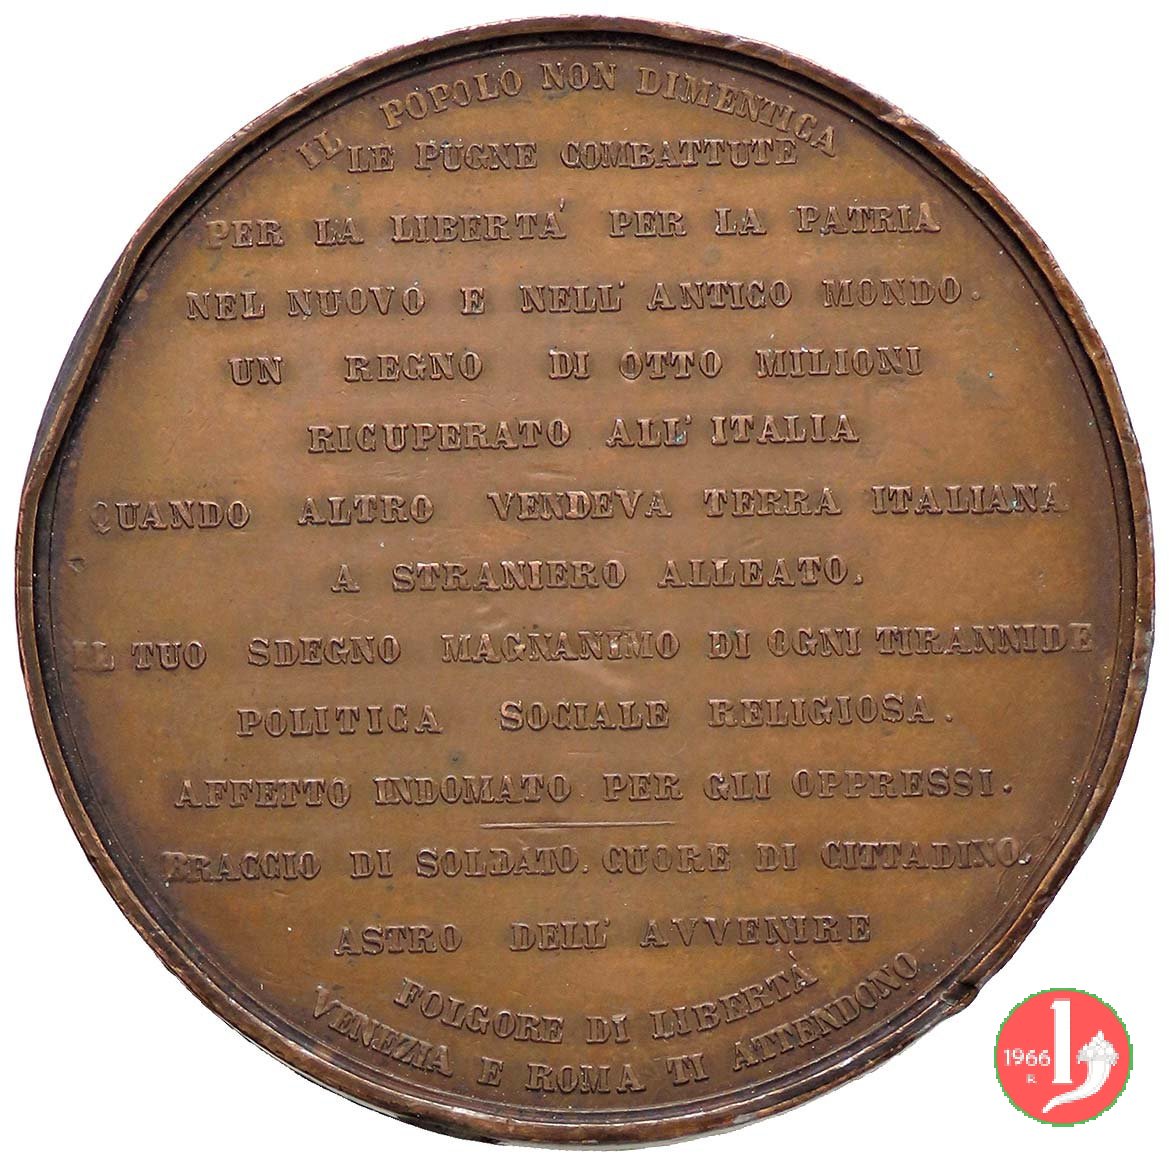 IL POPOLO NON DIMENTICA
LE PUGNE COMBATTUTE
PER LA LIBERTÀ PER LA PATRIA
NEL NUOVO E NELL' ANTICO MONDO.
UN REGNO DI OTTO MILIONI
RICUPERATO ALL' ITALIA
QUANDO ALTRO VENDEVA TERRA ITALIANA
A STRANIERO ALLEATO.
IL TUO SDEGNO MAGNANIMO DI OGNI TIRANNIDE
POLITICA SOCIALE RELIGIOSA.
AFFETTO INDOMATO PER GLI OPPRESSI.
BRACCIO DI SOLDATO. CUORE DI CITTADINO.
ASTRO DELL' AVVENIRE
FOLGORE DI LIBERTÀ
VENEZIA E ROMA TI ATTENDONO
1966 1
R